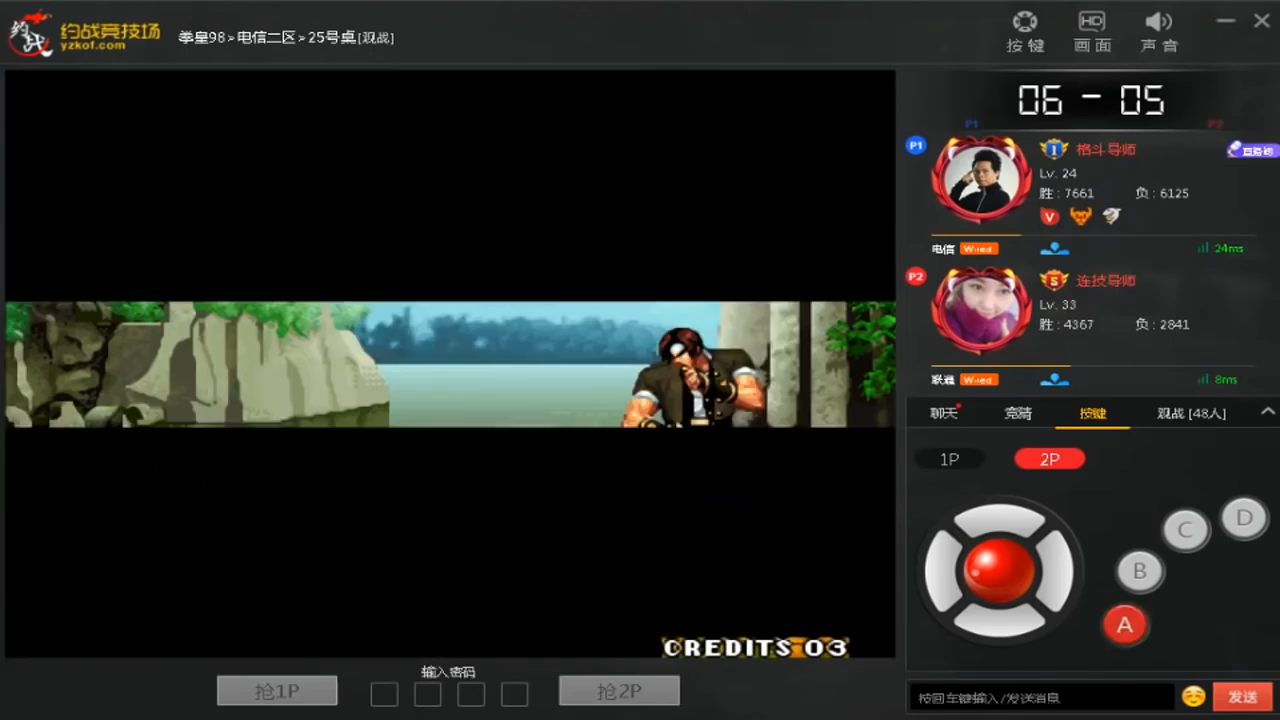 约战
约战竞技场
yzkof.com
拳皇98>电信二区>25号桌[观战]
HD
按键
画面
声音
06 - 05
P1
P2
P1
格斗导师
直播中
Lv. 24
胜：7661 负：6125
V
电信 Wired 24ms
P2
连技导师
Lv. 33
胜：4367 负：2841
联通 Wired 8ms
聊天 竞猜 按键 观战 [48人]
1P 2P
D
C
B
A
CREDITS 03
输入密码
抢1P
抢2P
按回车键输入/发送消息
发送